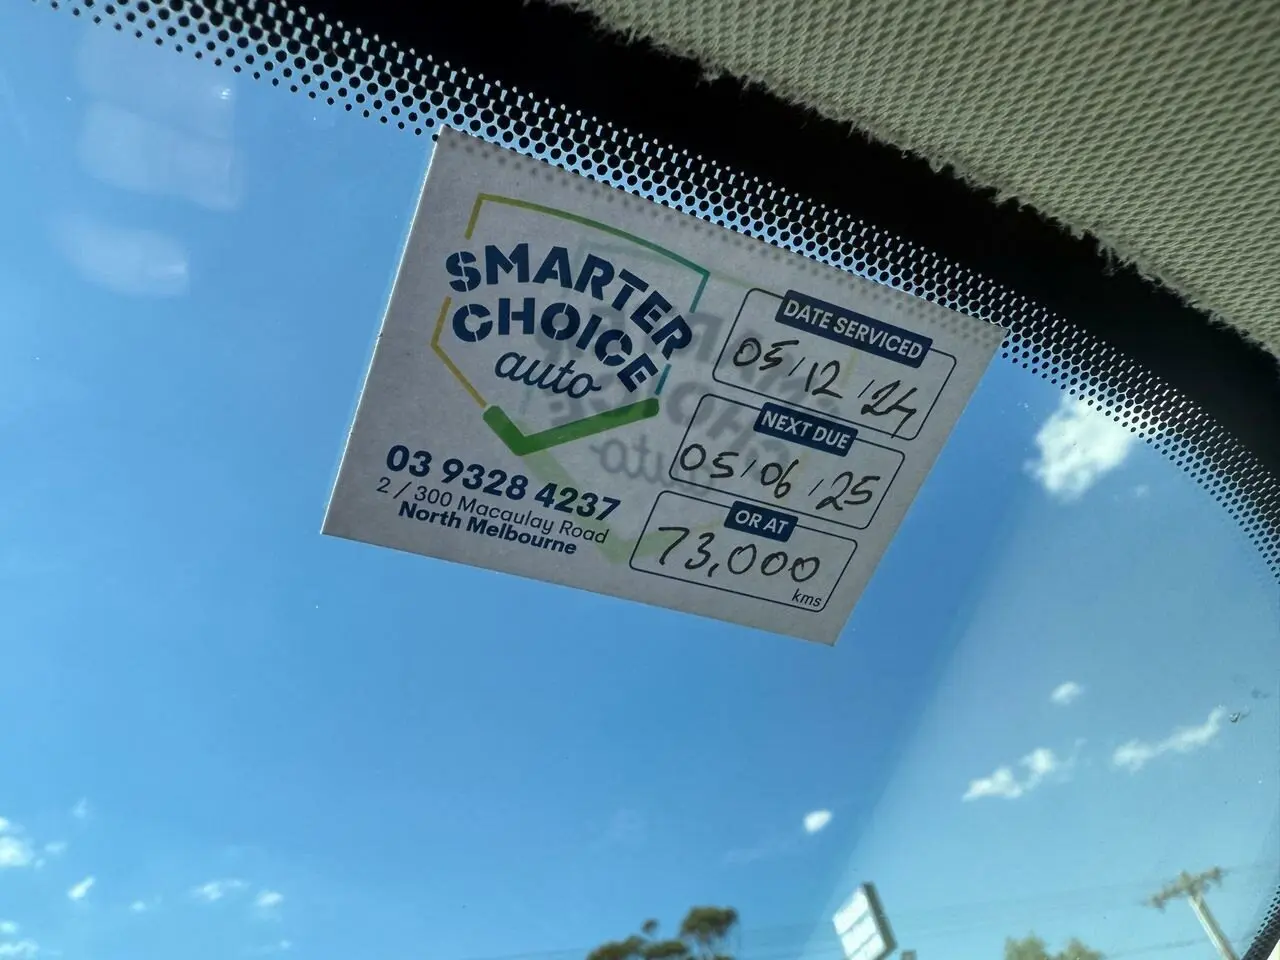 SMARTER
CHOICE
auto
03 9328 4237
2 / 300 Macaulay Road
North Melbourne
DATE SERVICED
05/12/24
NEXT DUE
05/06/25
OR AT
73,000
kms